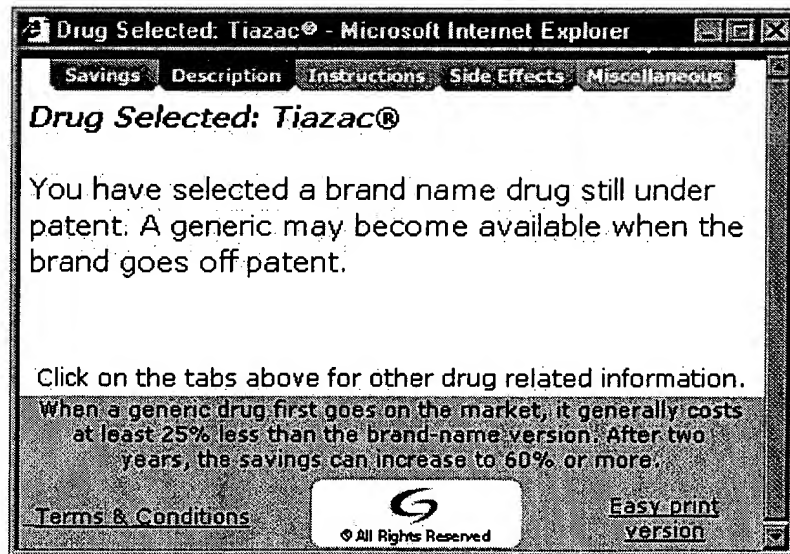 Drug Selected: Tiazac® - Microsoft Internet Explorer
Savings Description Instructions Side Effects Miscellaneous
Drug Selected: Tiazac®
You have selected a brand name drug still under
patent. A generic may become available when the
brand goes off patent.
Click on the tabs above for other drug related information.
When a generic drug first goes on the market, it generally costs
at least 25% less than the brand-name version. After two
years, the savings can increase to 60% or more.
Terms & Conditions
© All Rights Reserved
Easy print
version